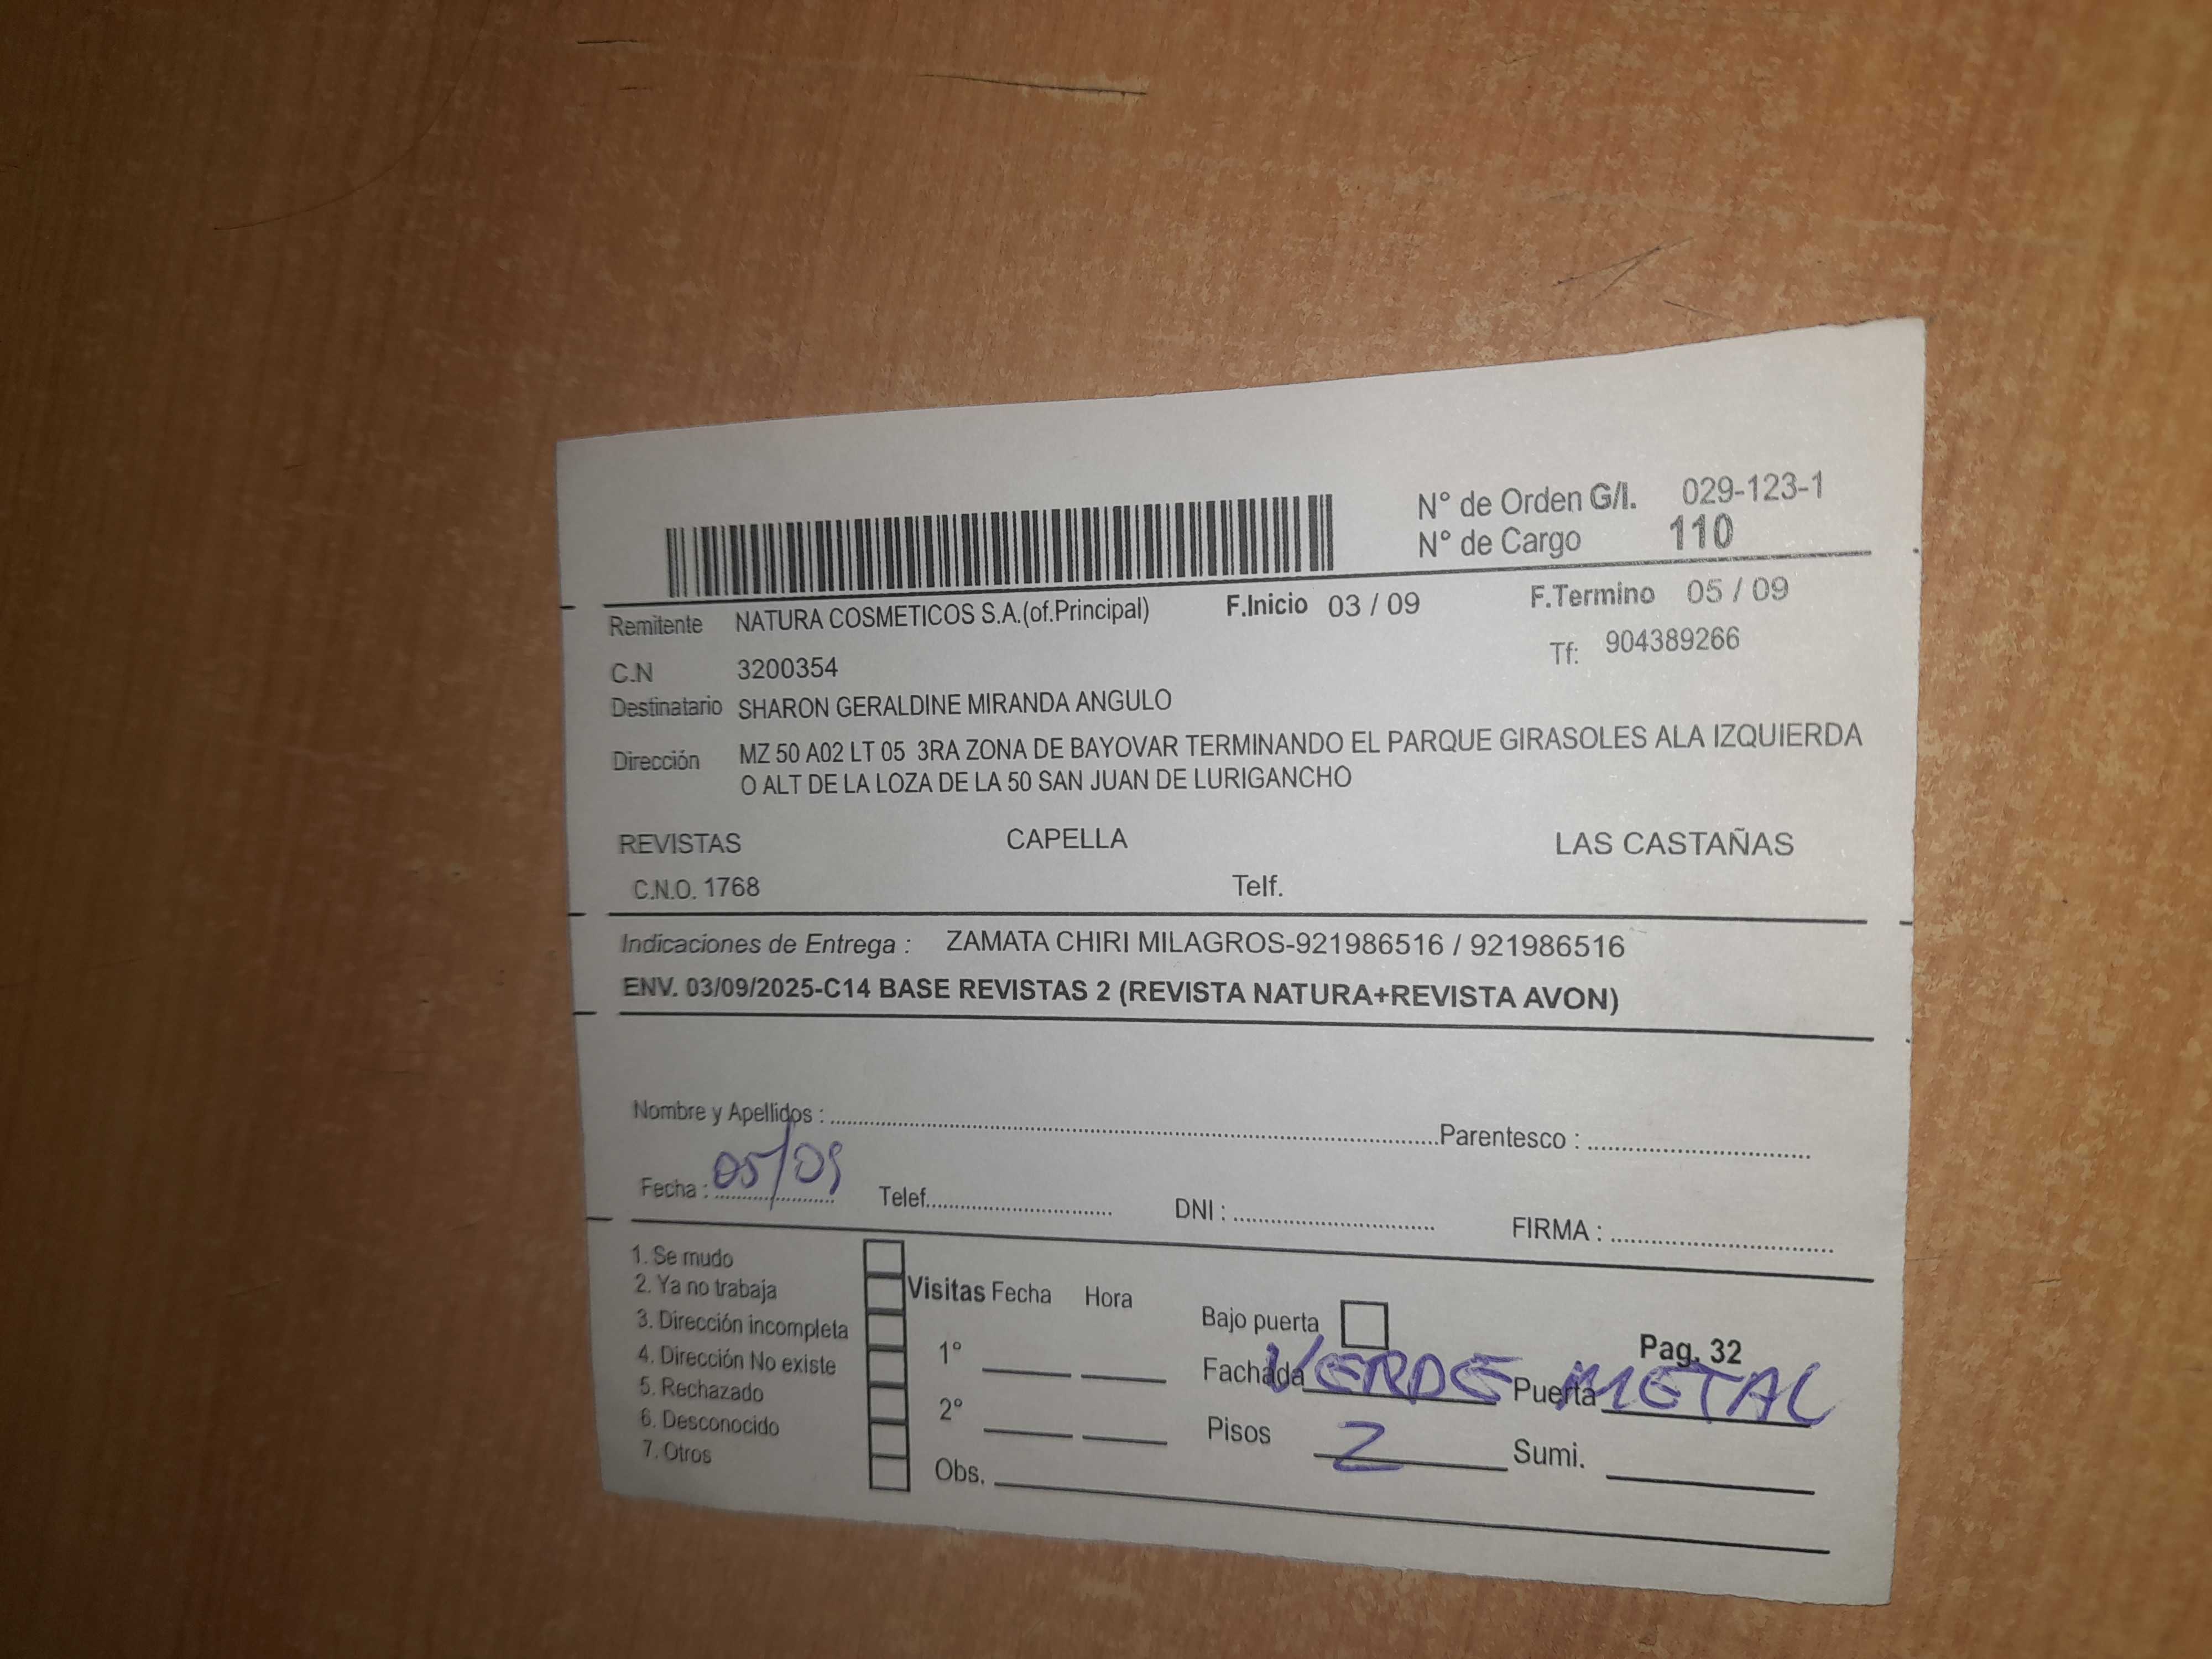 N° de Orden G/I. 029-123-1
N° de Cargo 110
Remitente NATURA COSMETICOS S.A.(of.Principal) F.Inicio 03 / 09 F.Termino 05 / 09
C.N 3200354 Tf: 904389266
Destinatario SHARON GERALDINE MIRANDA ANGULO
Dirección MZ 50 A02 LT 05 3RA ZONA DE BAYOVAR TERMINANDO EL PARQUE GIRASOLES ALA IZQUIERDA
O ALT DE LA LOZA DE LA 50 SAN JUAN DE LURIGANCHO
REVISTAS CAPELLA LAS CASTAÑAS
C.N.O. 1768 Telf.
Indicaciones de Entrega : ZAMATA CHIRI MILAGROS-921986516 / 921986516
ENV. 03/09/2025-C14 BASE REVISTAS 2 (REVISTA NATURA+REVISTA AVON)
Nombre y Apellidos : Parentesco :
Fecha : 05/09 Telef. DNI : FIRMA :
1. Se mudo
2. Ya no trabaja
3. Dirección incompleta
4. Dirección No existe
5. Rechazado
6. Desconocido
7. Otros
Visitas Fecha Hora
1°
2°
Obs.
Bajo puerta
Pag. 32
Fachada VERDE Puerta METAL
Pisos 2 Sumi.